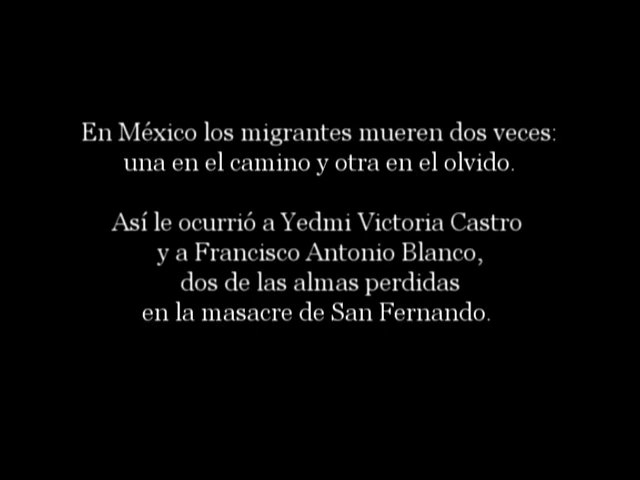 En México los migrantes mueren dos veces:
una en el camino y otra en el olvido.
Así le ocurrió a Yedmi Victoria Castro
y a Francisco Antonio Blanco,
dos de las almas perdidas
en la masacre de San Fernando.